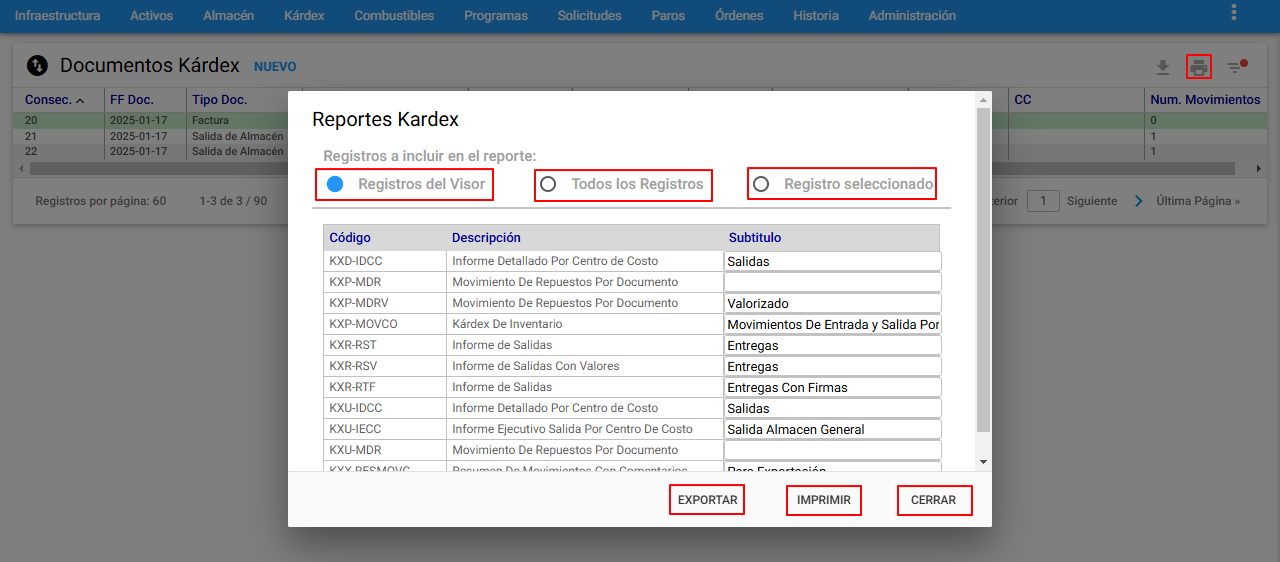 Infraestructura Activos Almacén Kárdex Combustibles Programas Solicitudes Paros Órdenes Historia Administración
Documentos Kárdex NUEVO
Consec. FF Doc. Tipo Doc. CC Num. Movimientos
20 2025-01-17 Factura 0
21 2025-01-17 Salida de Almacén 1
22 2025-01-17 Salida de Almacén 1
Registros por página: 60 1-3 de 3 / 90 erior 1 Siguiente Última Página »
Reportes Kardex
Registros a incluir en el reporte:
Registros del Visor Todos los Registros Registro seleccionado
Código Descripción Subtitulo
KXD-IDCC Informe Detallado Por Centro de Costo Salidas
KXP-MDR Movimiento De Repuestos Por Documento
KXP-MDRV Movimiento De Repuestos Por Documento Valorizado
KXP-MOVCO Kárdex De Inventario Movimientos De Entrada y Salida Por
KXR-RST Informe de Salidas Entregas
KXR-RSV Informe de Salidas Con Valores Entregas
KXR-RTF Informe de Salidas Entregas Con Firmas
KXU-IDCC Informe Detallado Por Centro de Costo Salidas
KXU-IECC Informe Ejecutivo Salida Por Centro De Costo Salida Almacen General
KXU-MDR Movimiento De Repuestos Por Documento
KXX-RESMOVC Resumen De Movimientos Con Comentarios Para Exportación
EXPORTAR IMPRIMIR CERRAR